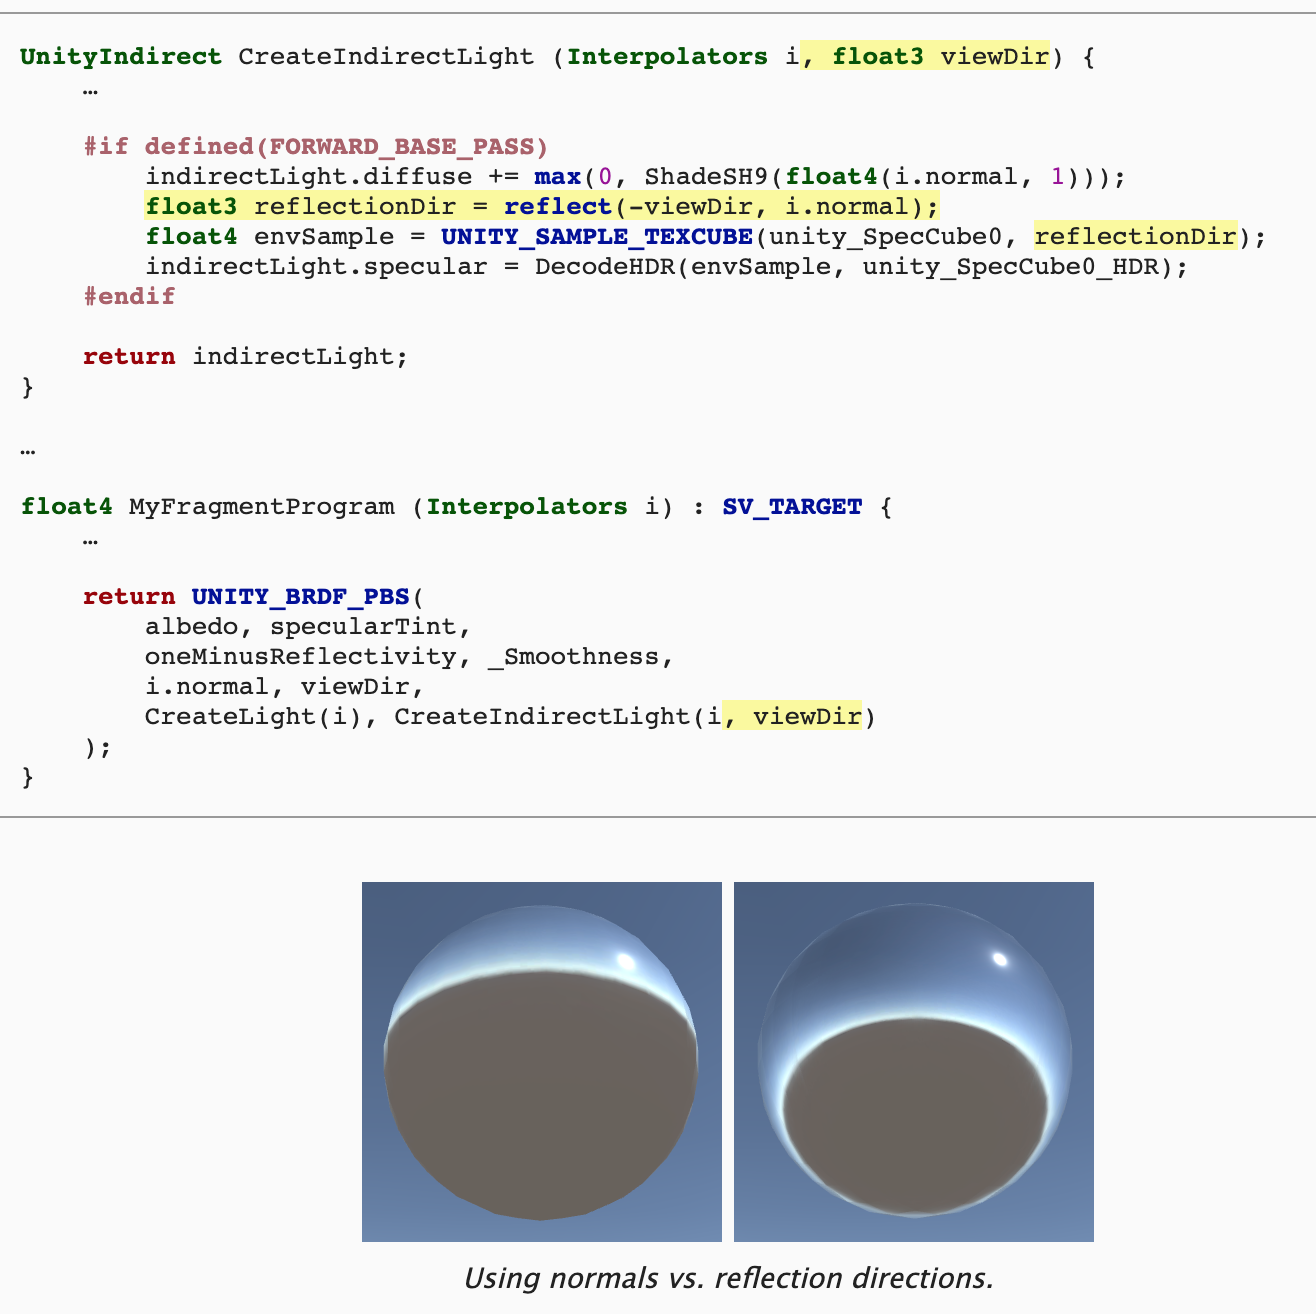 UnityIndirect CreateIndirectLight (Interpolators i, float3 viewDir) {
…
#if defined(FORWARD_BASE_PASS)
indirectLight.diffuse += max(0, ShadeSH9(float4(i.normal, 1)));
float3 reflectionDir = reflect(-viewDir, i.normal);
float4 envSample = UNITY_SAMPLE_TEXCUBE(unity_SpecCube0, reflectionDir);
indirectLight.specular = DecodeHDR(envSample, unity_SpecCube0_HDR);
#endif
return indirectLight;
}
…
float4 MyFragmentProgram (Interpolators i) : SV_TARGET {
…
return UNITY_BRDF_PBS(
albedo, specularTint,
oneMinusReflectivity, _Smoothness,
i.normal, viewDir,
CreateLight(i), CreateIndirectLight(i, viewDir)
);
}
Using normals vs. reflection directions.